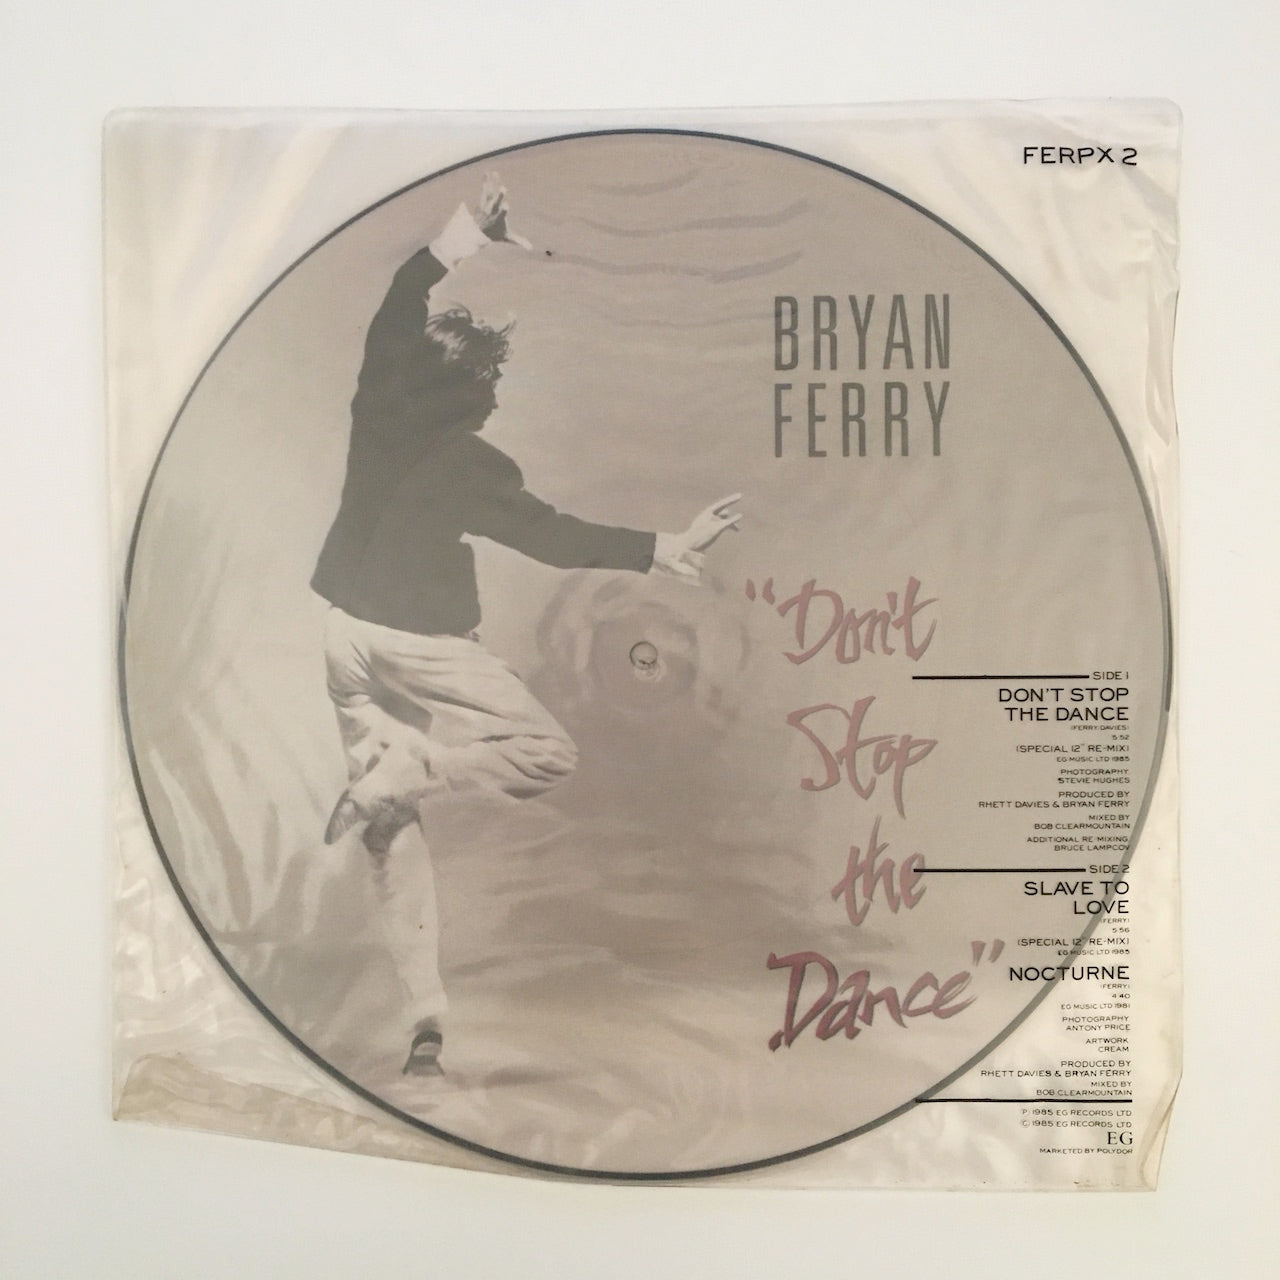 FERPX 2
BRYAN
FERRY
"Don't
Stop
the
Dance"
SIDE 1
DON'T STOP
THE DANCE
(FERRY/DAVIES)
5.52
(SPECIAL 12" RE-MIX)
EG MUSIC LTD 1985
PHOTOGRAPHY
STEVIE HUGHES
PRODUCED BY
RHETT DAVIES & BRYAN FERRY
MIXED BY
BOB CLEARMOUNTAIN
ADDITIONAL RE-MIXING
BRUCE LAMPCOV
SIDE 2
SLAVE TO
LOVE
(FERRY)
5.56
(SPECIAL 12" RE-MIX)
EG MUSIC LTD 1985
NOCTURNE
(FERRY)
4.40
EG MUSIC LTD 1981
PHOTOGRAPHY
ANTONY PRICE
ARTWORK
CREAM
PRODUCED BY
RHETT DAVIES & BRYAN FERRY
MIXED BY
BOB CLEARMOUNTAIN
℗ 1985 EG RECORDS LTD
© 1985 EG RECORDS LTD
EG
MARKETED BY POLYDOR